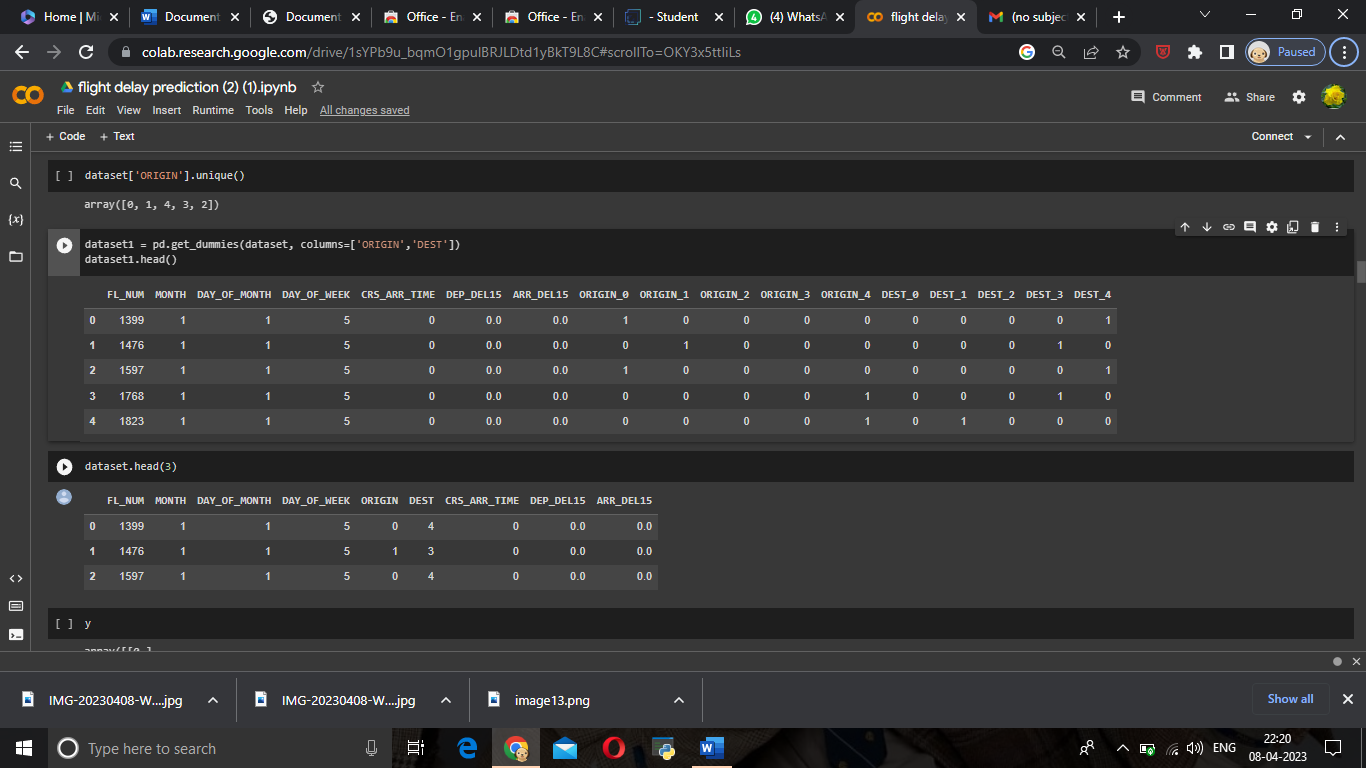 Home | Mi
Document
Document
Office - En
Office - En
- Student
(4) WhatsA
flight delay
(no subjec
colab.research.google.com/drive/1sYPb9u_bqmO1gpuIBRJLDtd1yBkT9L8C#scrollTo=OKY3x5ttIiLs
Paused
flight delay prediction (2) (1).ipynb
File Edit View Insert Runtime Tools Help All changes saved
Comment Share
+ Code + Text
Connect
[ ] dataset['ORIGIN'].unique()
array([0, 1, 4, 3, 2])
dataset1 = pd.get_dummies(dataset, columns=['ORIGIN','DEST'])
dataset1.head()
FL_NUM MONTH DAY_OF_MONTH DAY_OF_WEEK CRS_ARR_TIME DEP_DEL15 ARR_DEL15 ORIGIN_0 ORIGIN_1 ORIGIN_2 ORIGIN_3 ORIGIN_4 DEST_0 DEST_1 DEST_2 DEST_3 DEST_4
0 1399 1 1 5 0 0.0 0.0 1 0 0 0 0 0 0 0 0 1
1 1476 1 1 5 0 0.0 0.0 0 1 0 0 0 0 0 0 1 0
2 1597 1 1 5 0 0.0 0.0 1 0 0 0 0 0 0 0 0 1
3 1768 1 1 5 0 0.0 0.0 0 0 0 0 1 0 0 0 1 0
4 1823 1 1 5 0 0.0 0.0 0 0 0 0 1 0 1 0 0 0
dataset.head(3)
FL_NUM MONTH DAY_OF_MONTH DAY_OF_WEEK ORIGIN DEST CRS_ARR_TIME DEP_DEL15 ARR_DEL15
0 1399 1 1 5 0 4 0 0.0 0.0
1 1476 1 1 5 1 3 0 0.0 0.0
2 1597 1 1 5 0 4 0 0.0 0.0
[ ] y
array([[0.]
IMG-20230408-W....jpg
IMG-20230408-W....jpg
image13.png
Show all
Type here to search
ENG
22:20
08-04-2023